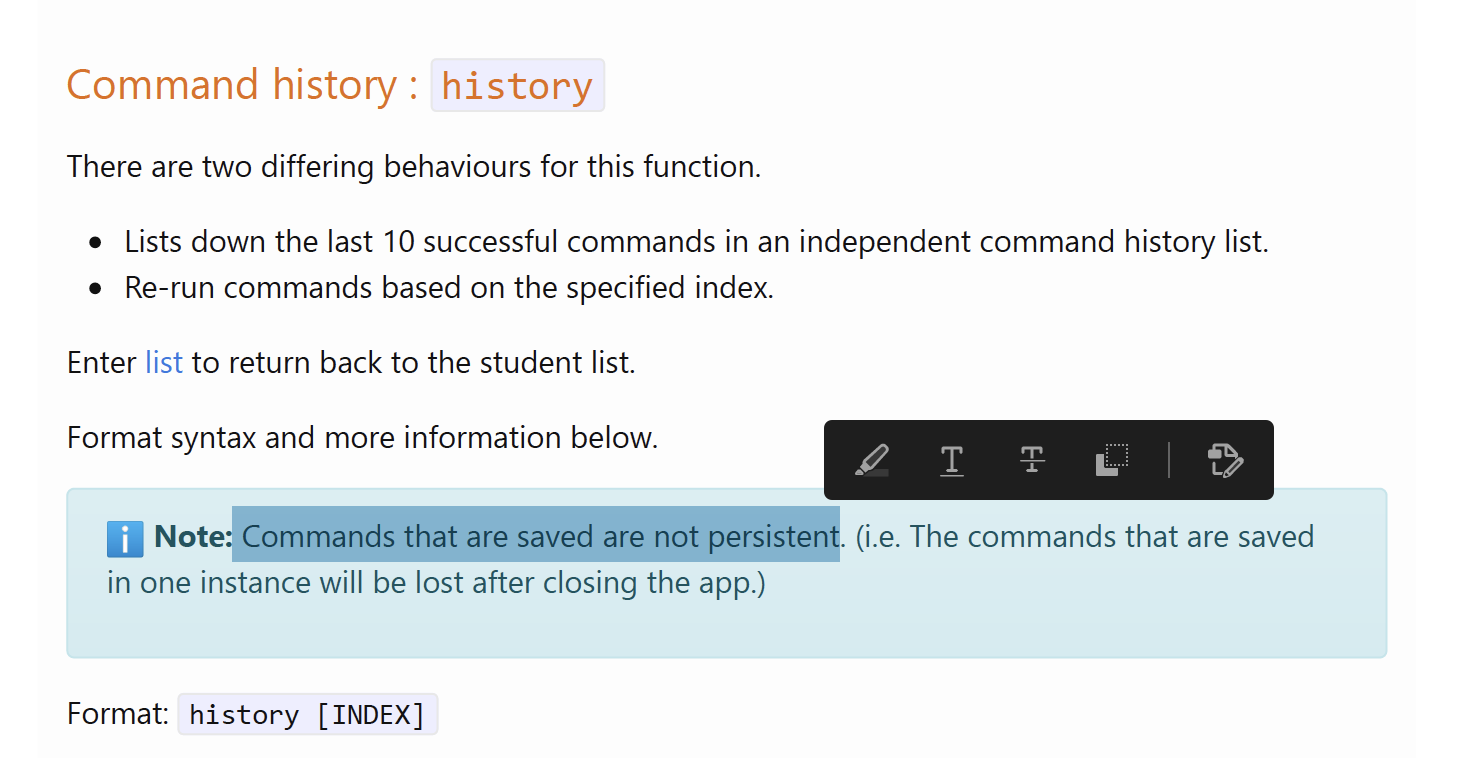 Command history : history
There are two differing behaviours for this function.
Lists down the last 10 successful commands in an independent command history list.
Re-run commands based on the specified index.
Enter list to return back to the student list.
Format syntax and more information below.
Note: Commands that are saved are not persistent. (i.e. The commands that are saved
in one instance will be lost after closing the app.)
Format: history [INDEX]